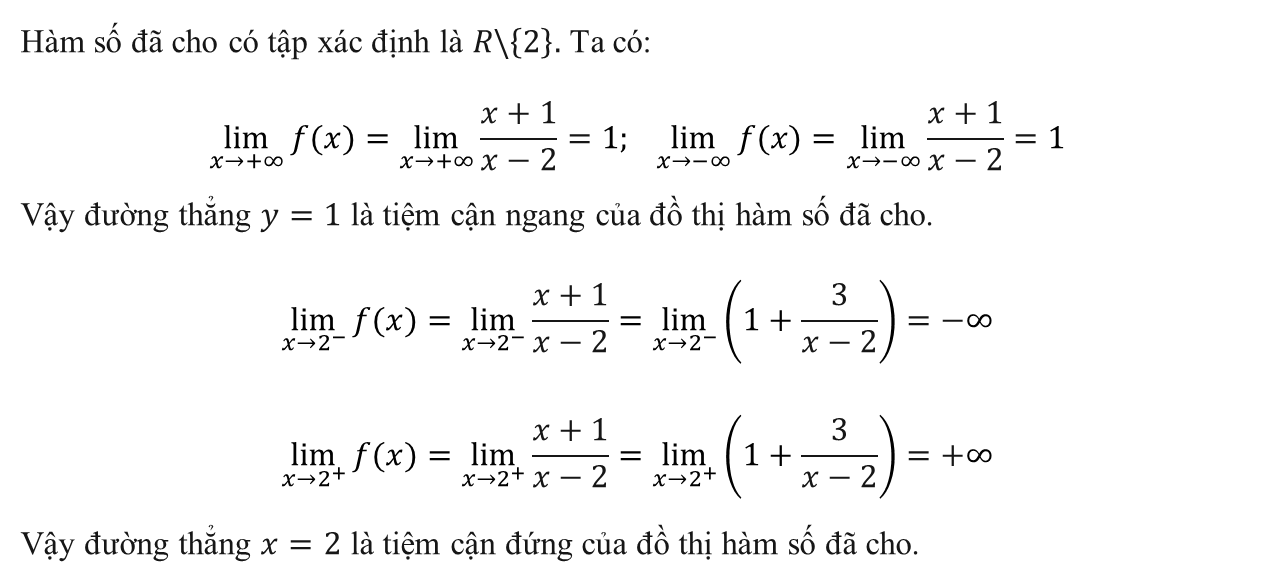 Hàm số đã cho có tập xác định là R\{2}. Ta có:
lim_{x→+∞} f(x) = lim_{x→+∞} (x + 1)/(x − 2) = 1; lim_{x→−∞} f(x) = lim_{x→−∞} (x + 1)/(x − 2) = 1
Vậy đường thẳng y = 1 là tiệm cận ngang của đồ thị hàm số đã cho.
lim_{x→2⁻} f(x) = lim_{x→2⁻} (x + 1)/(x − 2) = lim_{x→2⁻} (1 + 3/(x − 2)) = −∞
lim_{x→2⁺} f(x) = lim_{x→2⁺} (x + 1)/(x − 2) = lim_{x→2⁺} (1 + 3/(x − 2)) = +∞
Vậy đường thẳng x = 2 là tiệm cận đứng của đồ thị hàm số đã cho.